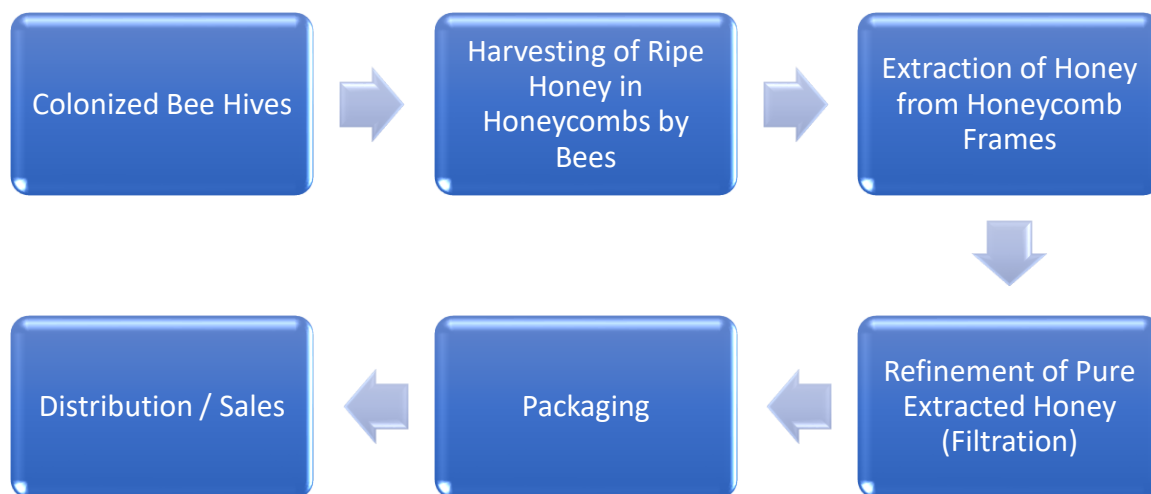 Colonized Bee Hives
Harvesting of Ripe
Honey in
Honeycombs by
Bees
Extraction of Honey
from Honeycomb
Frames
Refinement of Pure
Extracted Honey
(Filtration)
Packaging
Distribution / Sales